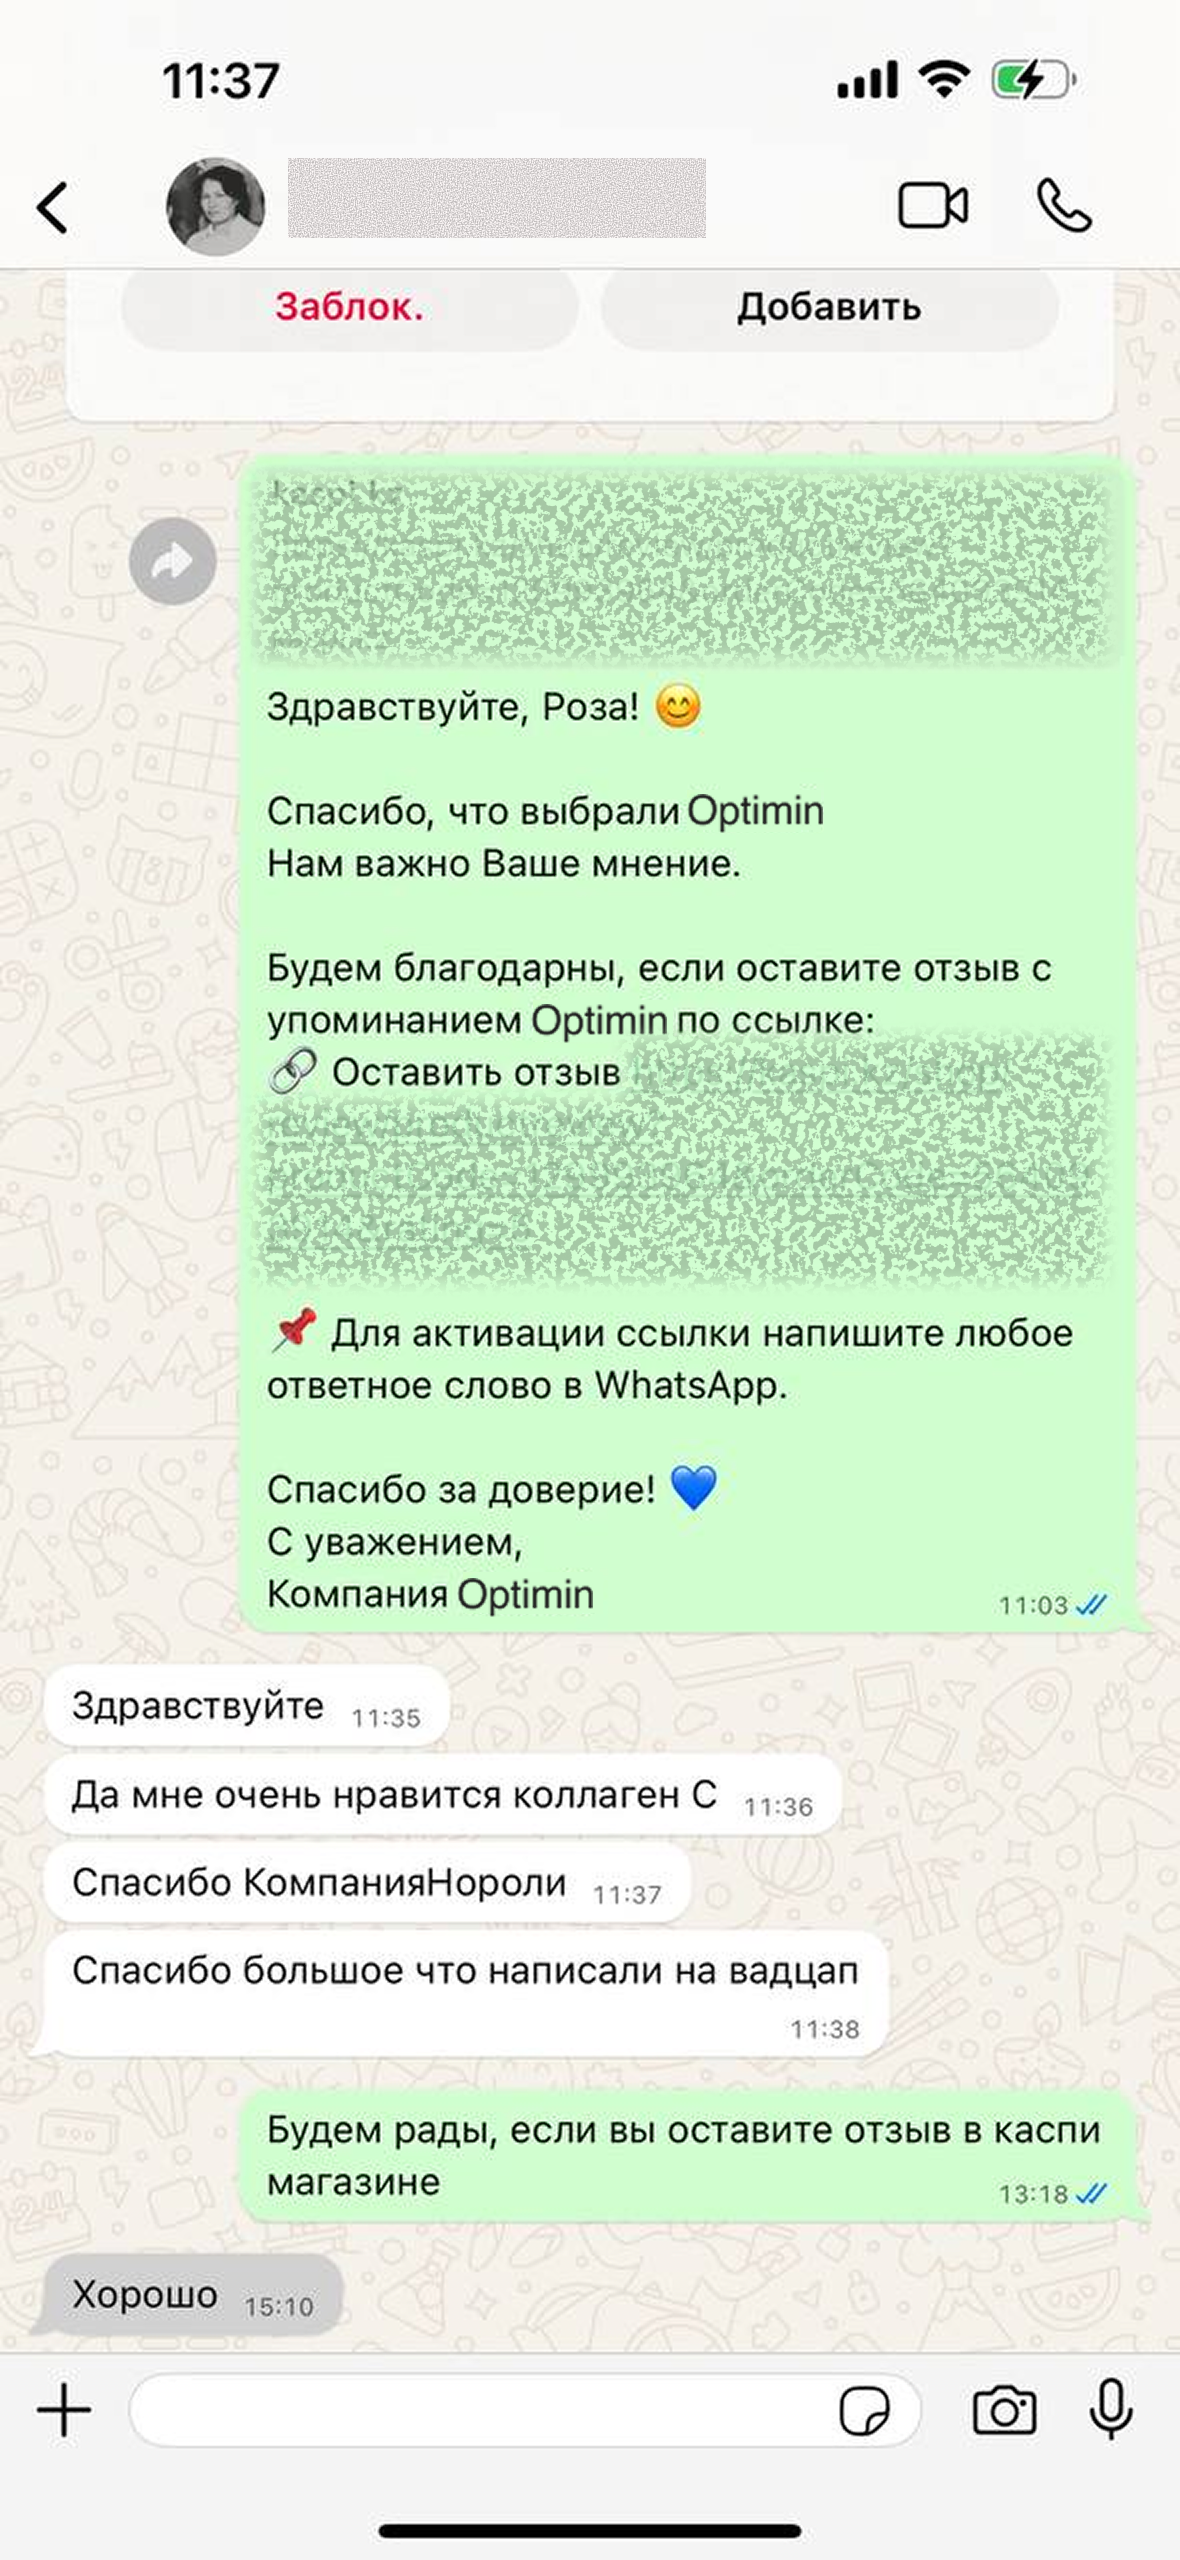 11:37
Заблок.
Добавить
Здравствуйте, Роза! 😊
Спасибо, что выбрали Optimin
Нам важно Ваше мнение.
Будем благодарны, если оставите отзыв с
упоминанием Optimin по ссылке:
🔗 Оставить отзыв
📌 Для активации ссылки напишите любое
ответное слово в WhatsApp.
Спасибо за доверие! 💙
С уважением,
Компания Optimin
11:03
Здравствуйте 11:35
Да мне очень нравится коллаген С 11:36
Спасибо КомпанияНороли 11:37
Спасибо большое что написали на вадцап
11:38
Будем рады, если вы оставите отзыв в каспи
магазине 13:18
Хорошо 15:10